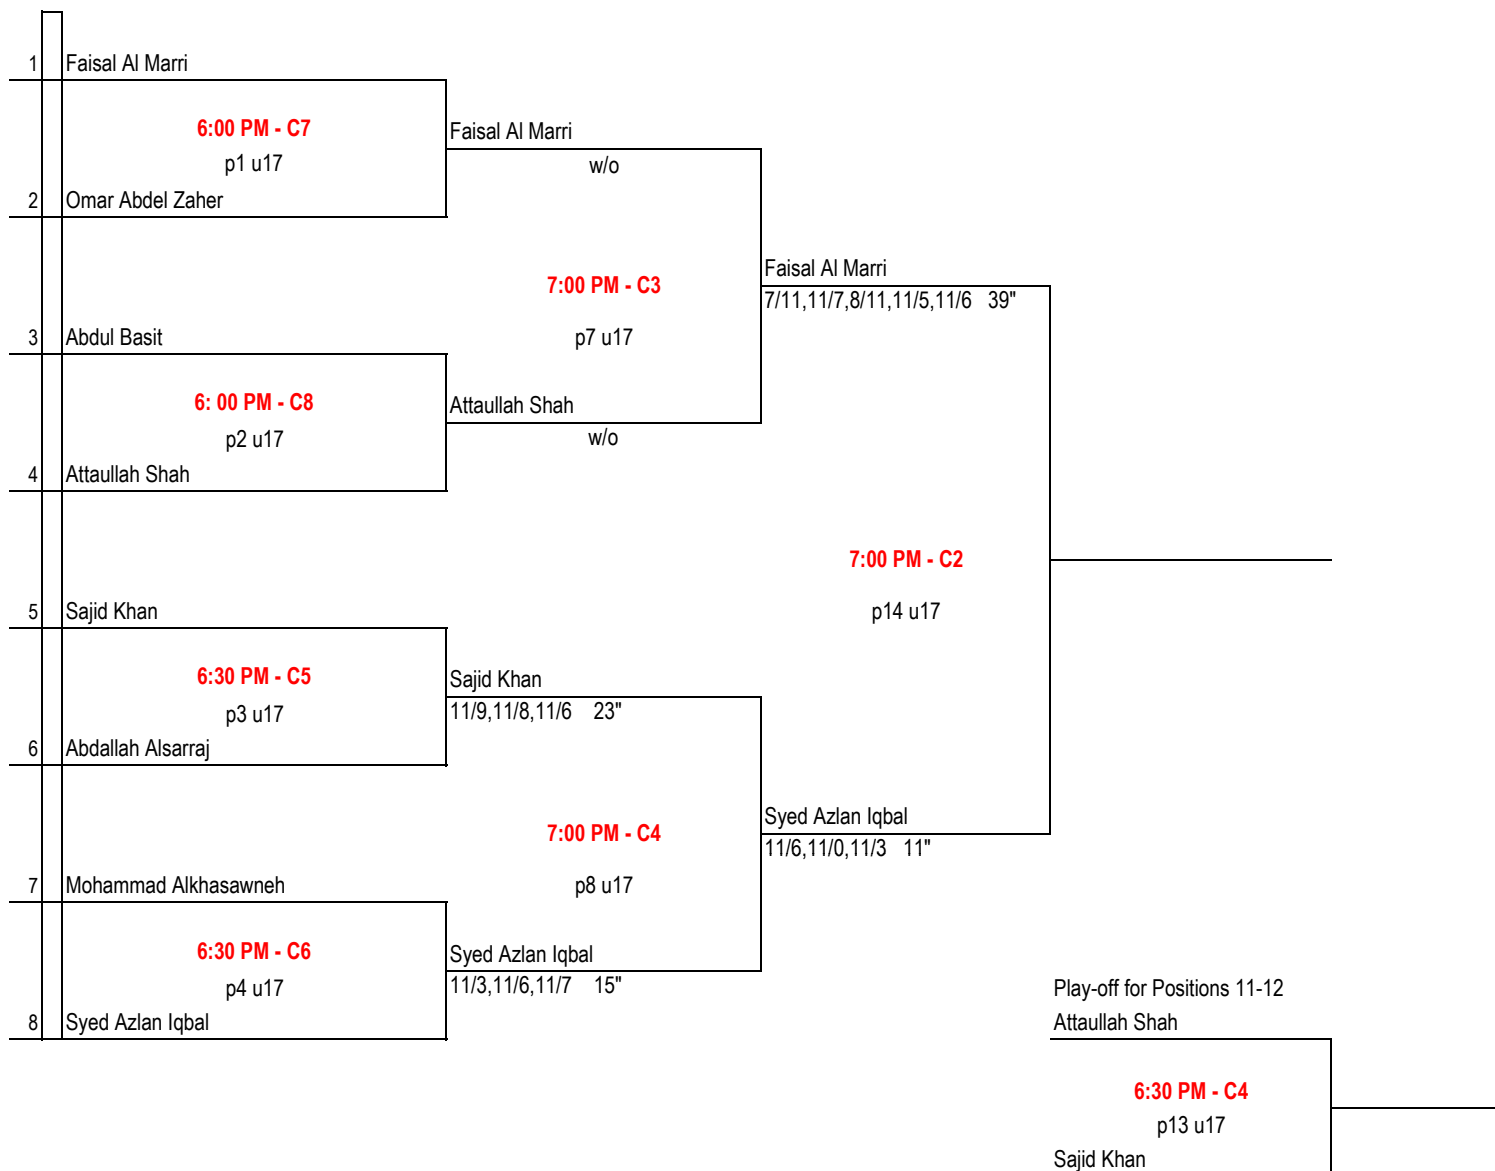 1 Faisal Al Marri
6:00 PM - C7
Faisal Al Marri
p1 u17
w/o
2 Omar Abdel Zaher
Faisal Al Marri
7:00 PM - C3
7/11,11/7,8/11,11/5,11/6 39"
3 Abdul Basit
p7 u17
6: 00 PM - C8
Attaullah Shah
p2 u17
w/o
4 Attaullah Shah
7:00 PM - C2
5 Sajid Khan
p14 u17
6:30 PM - C5
Sajid Khan
p3 u17
11/9,11/8,11/6 23"
6 Abdallah Alsarraj
Syed Azlan Iqbal
7:00 PM - C4
11/6,11/0,11/3 11"
7 Mohammad Alkhasawneh
p8 u17
6:30 PM - C6
Syed Azlan Iqbal
p4 u17
11/3,11/6,11/7 15"
Play-off for Positions 11-12
8 Syed Azlan Iqbal
Attaullah Shah
6:30 PM - C4
p13 u17
Sajid Khan